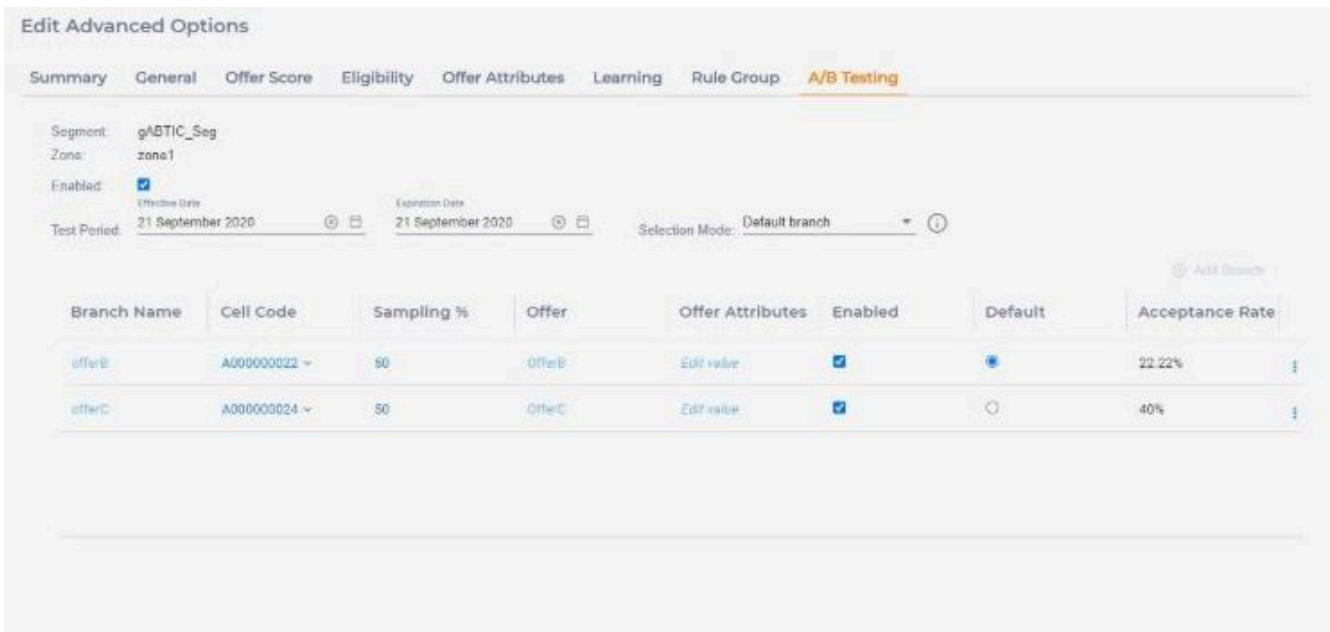 Edit Advanced Options
Summary General Offer Score Eligibility Offer Attributes Learning Rule Group A/B Testing
Segment: gABTIC_Seg
Zone: zone1
Enabled:
Effective Date Expiration Date
Test Period: 21 September 2020 21 September 2020 Selection Mode: Default branch
Add Branch
Branch Name Cell Code Sampling % Offer Offer Attributes Enabled Default Acceptance Rate
offerB A000000022 50 OfferB Edit value 22.22%
offerC A000000024 50 OfferC Edit value 40%